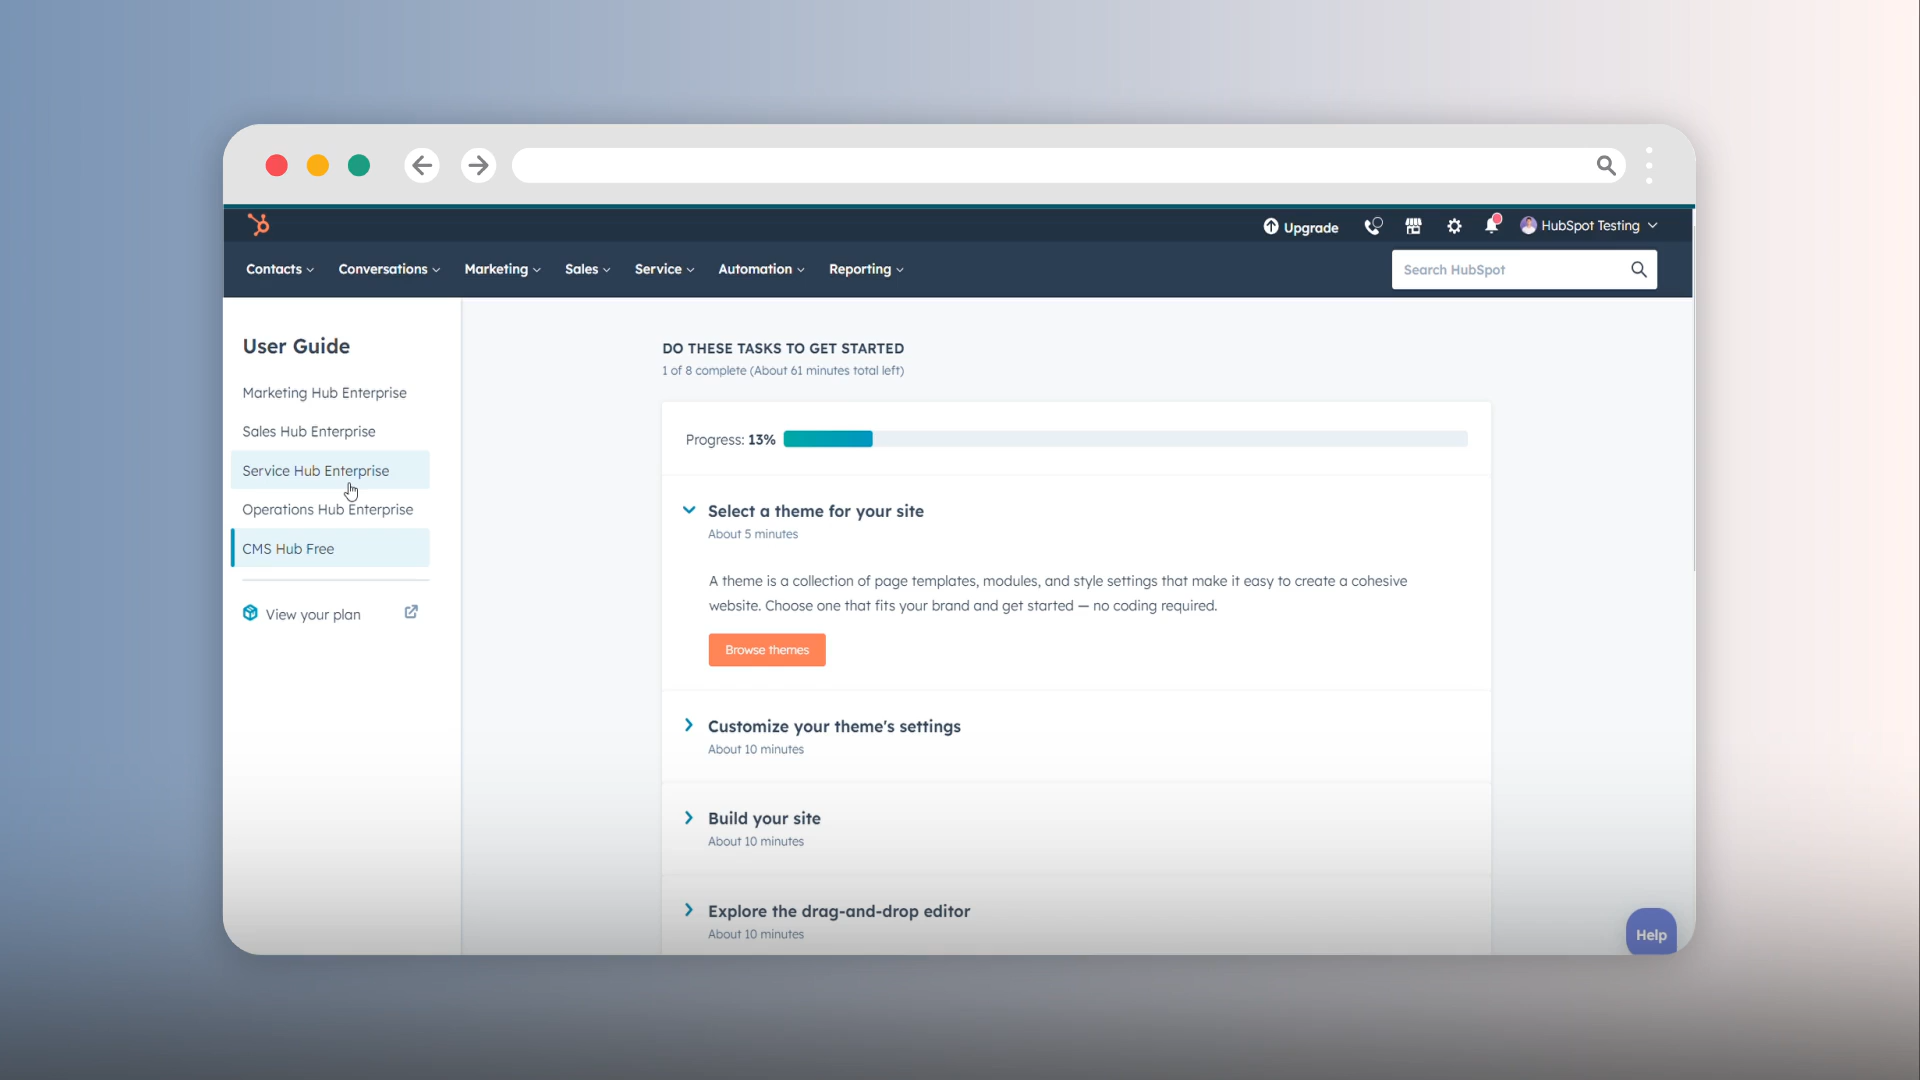 Upgrade
HubSpot Testing
Contacts
Conversations
Marketing
Sales
Service
Automation
Reporting
Search HubSpot
User Guide
Marketing Hub Enterprise
Sales Hub Enterprise
Service Hub Enterprise
Operations Hub Enterprise
CMS Hub Free
View your plan
DO THESE TASKS TO GET STARTED
1 of 8 complete (About 61 minutes total left)
Progress: 13%
Select a theme for your site
About 5 minutes
A theme is a collection of page templates, modules, and style settings that make it easy to create a cohesive
website. Choose one that fits your brand and get started — no coding required.
Browse themes
Customize your theme's settings
About 10 minutes
Build your site
About 10 minutes
Explore the drag-and-drop editor
About 10 minutes
Help